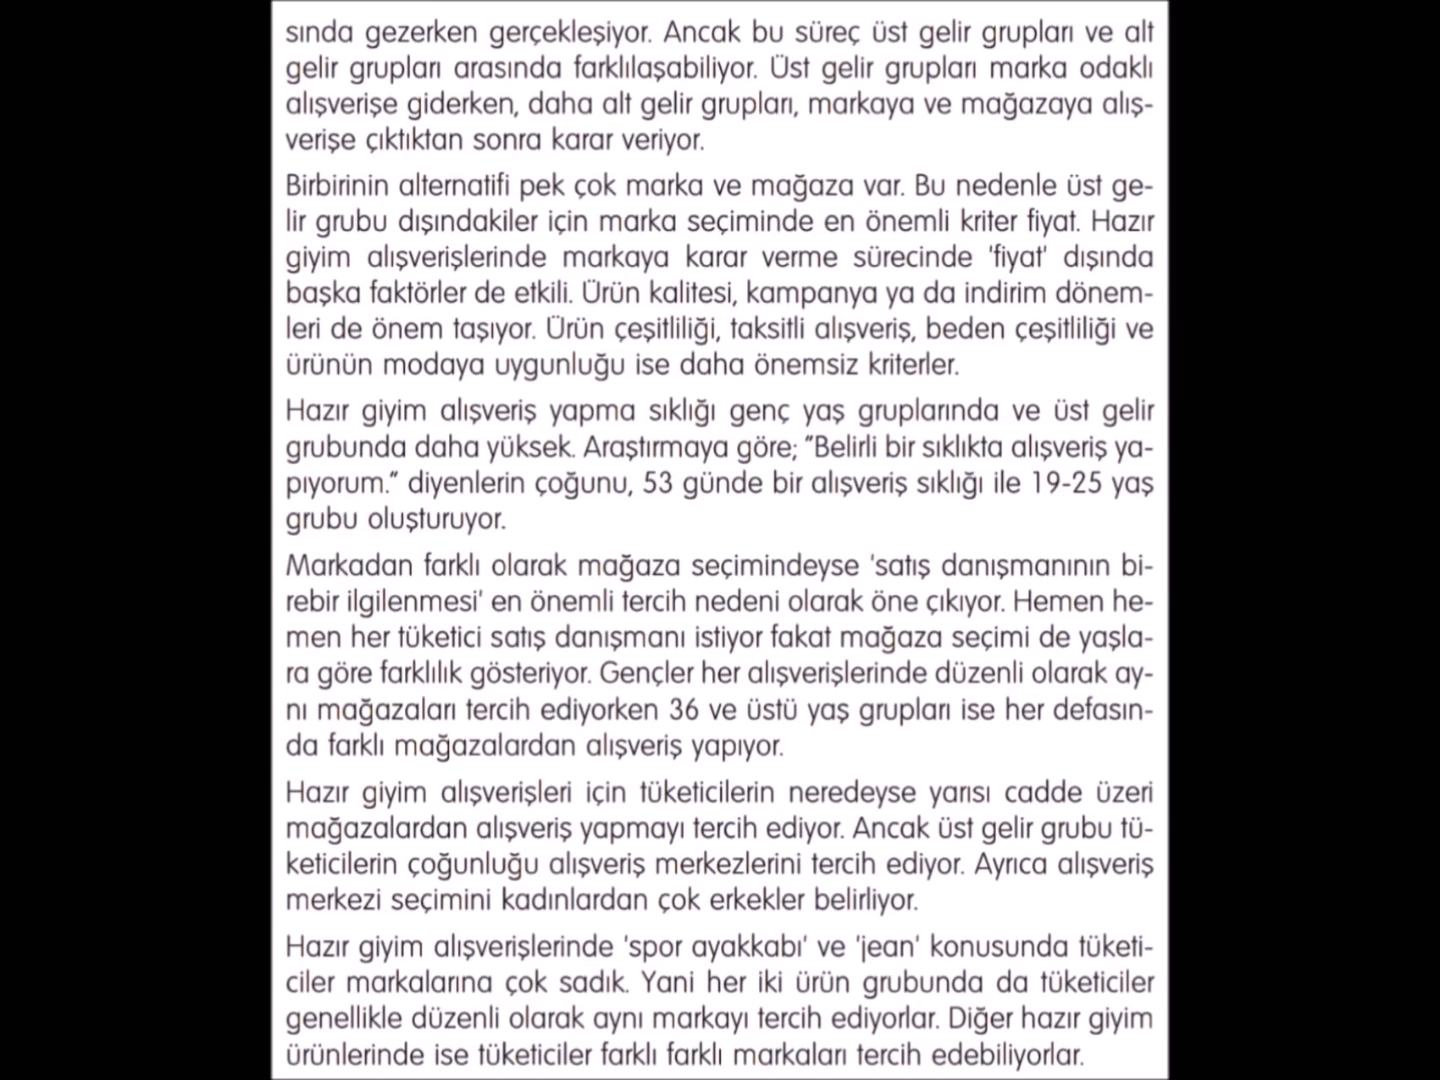 sında gezerken gerçekleşiyor. Ancak bu süreç üst gelir grupları ve alt
gelir grupları arasında farklılaşabiliyor. Üst gelir grupları marka odaklı
alışverişe giderken, daha alt gelir grupları, markaya ve mağazaya alış-
verişe çıktıktan sonra karar veriyor.
Birbirinin alternatifi pek çok marka ve mağaza var. Bu nedenle üst ge-
lir grubu dışındakiler için marka seçiminde en önemli kriter fiyat. Hazır
giyim alışverişlerinde markaya karar verme sürecinde 'fiyat' dışında
başka faktörler de etkili. Ürün kalitesi, kampanya ya da indirim dönem-
leri de önem taşıyor. Ürün çeşitliliği, taksitli alışveriş, beden çeşitliliği ve
ürünün modaya uygunluğu ise daha önemsiz kriterler.
Hazır giyim alışveriş yapma sıklığı genç yaş gruplarında ve üst gelir
grubunda daha yüksek. Araştırmaya göre; "Belirli bir sıklıkta alışveriş ya-
pıyorum." diyenlerin çoğunu, 53 günde bir alışveriş sıklığı ile 19-25 yaş
grubu oluşturuyor.
Markadan farklı olarak mağaza seçimindeyse 'satış danışmanının bi-
rebir ilgilenmesi' en önemli tercih nedeni olarak öne çıkıyor. Hemen he-
men her tüketici satış danışmanı istiyor fakat mağaza seçimi de yaşla-
ra göre farklılık gösteriyor. Gençler her alışverişlerinde düzenli olarak ay-
nı mağazaları tercih ediyorken 36 ve üstü yaş grupları ise her defasın-
da farklı mağazalardan alışveriş yapıyor.
Hazır giyim alışverişleri için tüketicilerin neredeyse yarısı cadde üzeri
mağazalardan alışveriş yapmayı tercih ediyor. Ancak üst gelir grubu tü-
keticilerin çoğunluğu alışveriş merkezlerini tercih ediyor. Ayrıca alışveriş
merkezi seçimini kadınlardan çok erkekler belirliyor.
Hazır giyim alışverişlerinde 'spor ayakkabı' ve 'jean' konusunda tüketi-
ciler markalarına çok sadık. Yani her iki ürün grubunda da tüketiciler
genellikle düzenli olarak aynı markayı tercih ediyorlar. Diğer hazır giyim
ürünlerinde ise tüketiciler farklı farklı markaları tercih edebiliyorlar.